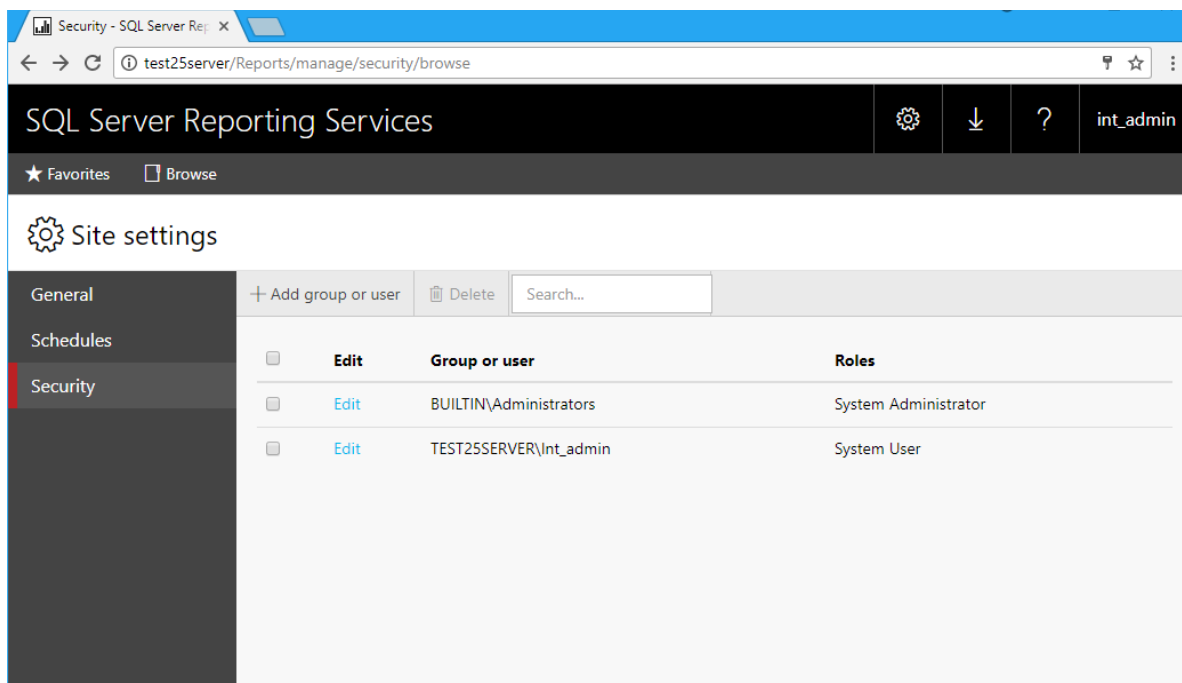 Security - SQL Server Rep
test25server/Reports/manage/security/browse
SQL Server Reporting Services
?
int_admin
Favorites
Browse
Site settings
General
Schedules
Security
+ Add group or user
Delete
Search...
Edit Group or user Roles
Edit BUILTIN\Administrators System Administrator
Edit TEST25SERVER\Int_admin System User